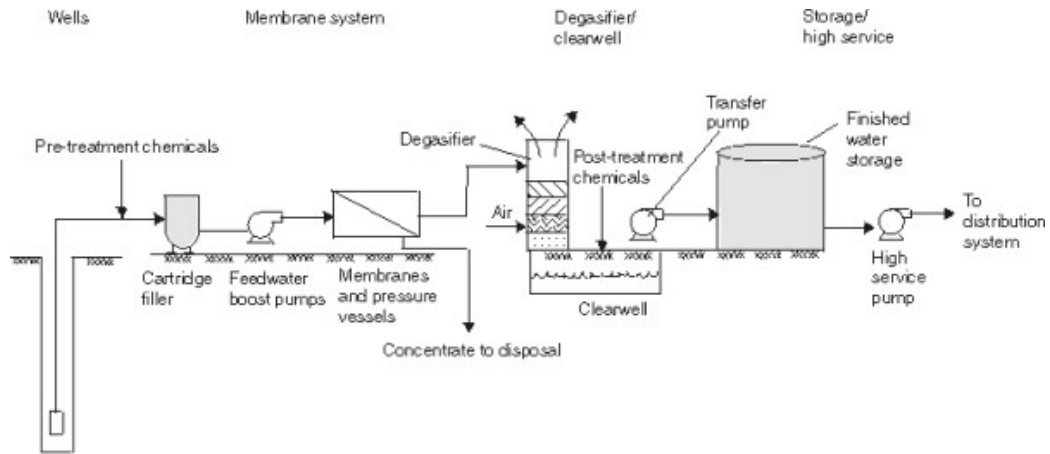 Wells
Membrane system
Degasifier/
clearwell
Storage/
high service
Pre-treatment chemicals
Degasifier
Post-treatment
chemicals
Transfer
pump
Finished
water
storage
Air
To
distribution
system
Cartridge
filler
Feedwater
boost pumps
Membranes
and pressure
vessels
Clearwell
High
service
pump
Concentrate to disposal